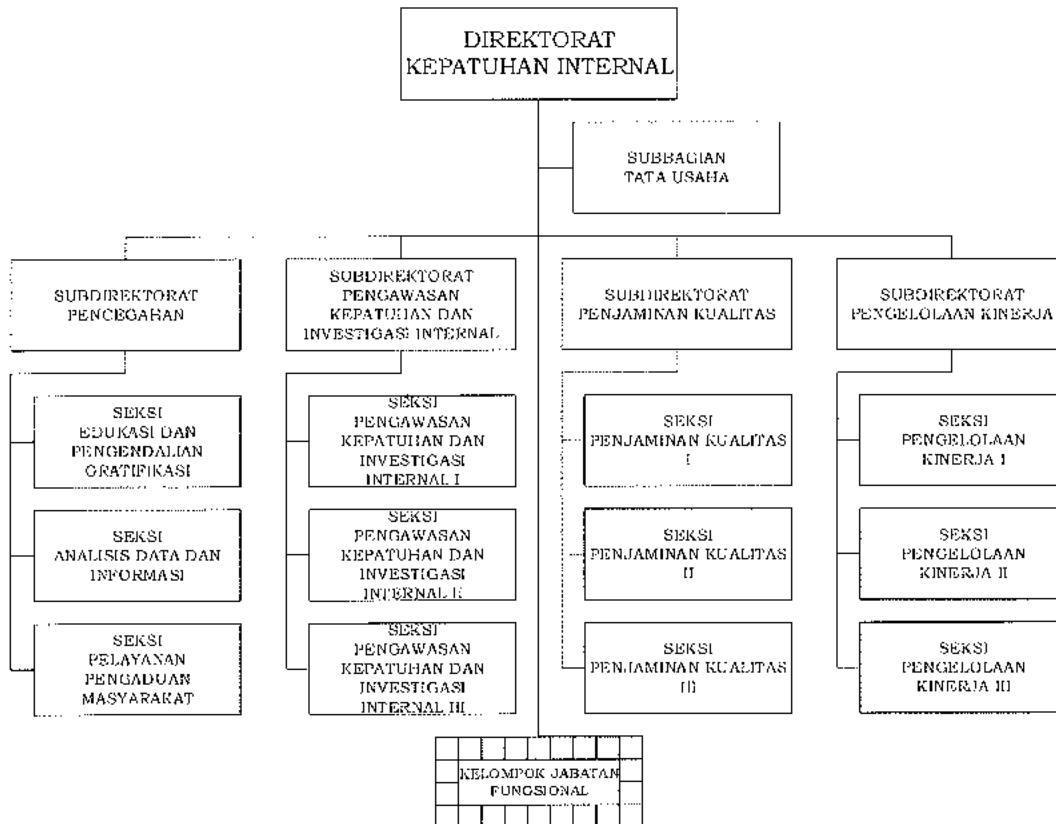 DIREKTORAT
KEPATUHAN INTERNAL
SUBBAGIAN
TATA USAHA
SUBDIREKTORAT
PENCEGAHAN
SUBDIREKTORAT
PENGAWASAN
KEPATUHAN DAN
INVESTIGASI INTERNAL
SUBDIREKTORAT
PENJAMINAN KUALITAS
SUBDIREKTORAT
PENGELOLAAN KINERJA
SEKSI
EDUKASI DAN
PENGENDALIAN
GRATIFIKASI
SEKSI
PENGAWASAN
KEPATUHAN DAN
INVESTIGASI
INTERNAL I
SEKSI
PENJAMINAN KUALITAS
I
SEKSI
PENGELOLAAN
KINERJA I
SEKSI
ANALISIS DATA DAN
INFORMASI
SEKSI
PENGAWASAN
KEPATUHAN DAN
INVESTIGASI
INTERNAL II
SEKSI
PENJAMINAN KUALITAS
II
SEKSI
PENGELOLAAN
KINERJA II
SEKSI
PELAYANAN
PENGADUAN
MASYARAKAT
SEKSI
PENGAWASAN
KEPATUHAN DAN
INVESTIGASI
INTERNAL III
SEKSI
PENJAMINAN KUALITAS
III
SEKSI
PENGELOLAAN
KINERJA III
KELOMPOK JABATAN
FUNGSIONAL